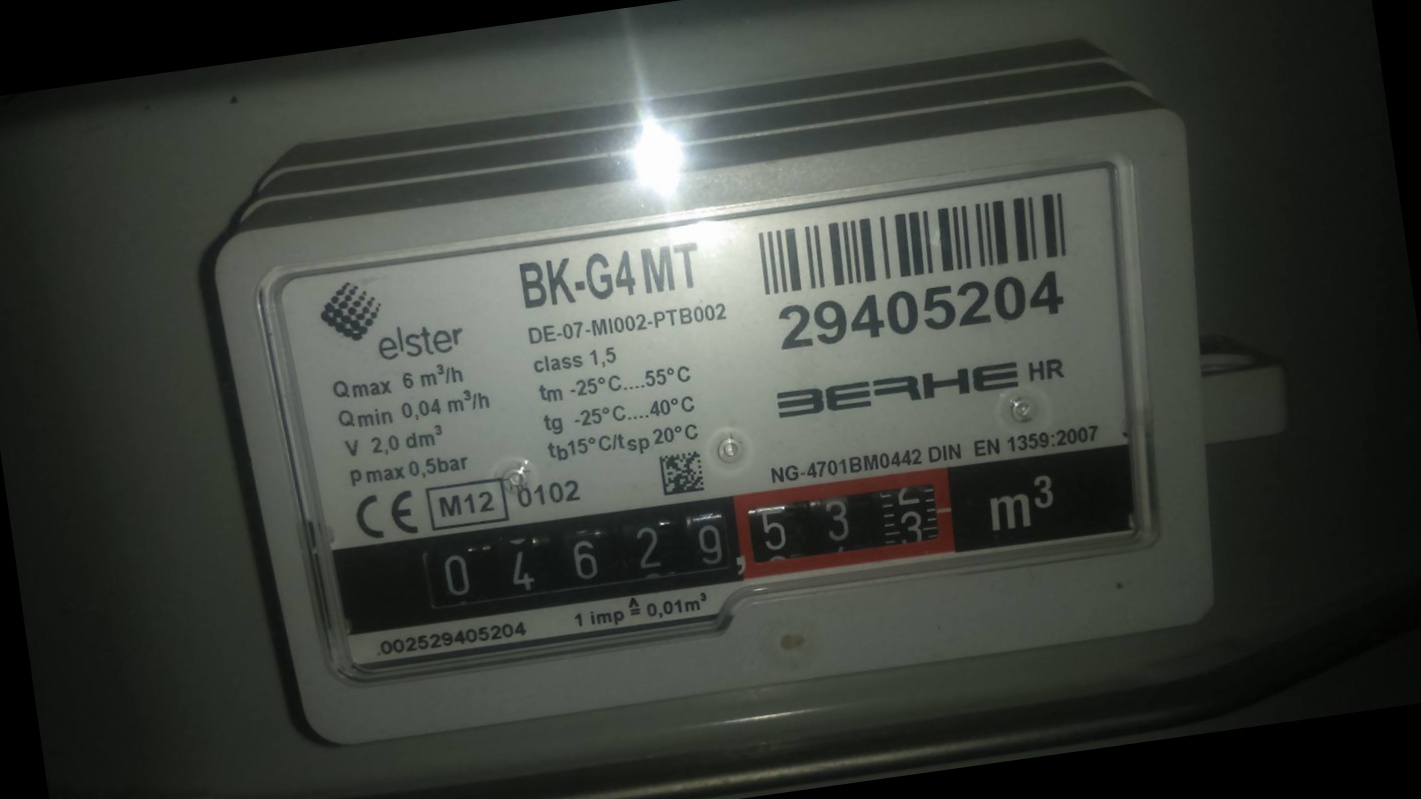 elster
Qmax 6 m³/h
Qmin 0,04 m³/h
V 2,0 dm³
pmax 0,5bar
CE M12 0102
BK-G4 MT
DE-07-MI002-PTB002
class 1,5
tm -25°C....55°C
tg -25°C....40°C
tb15°C/tsp 20°C
29405204
BERHE HR
NG-4701BM0442 DIN EN 1359:2007
04629,533 m³
.002529405204
1 imp ≙ 0,01m³